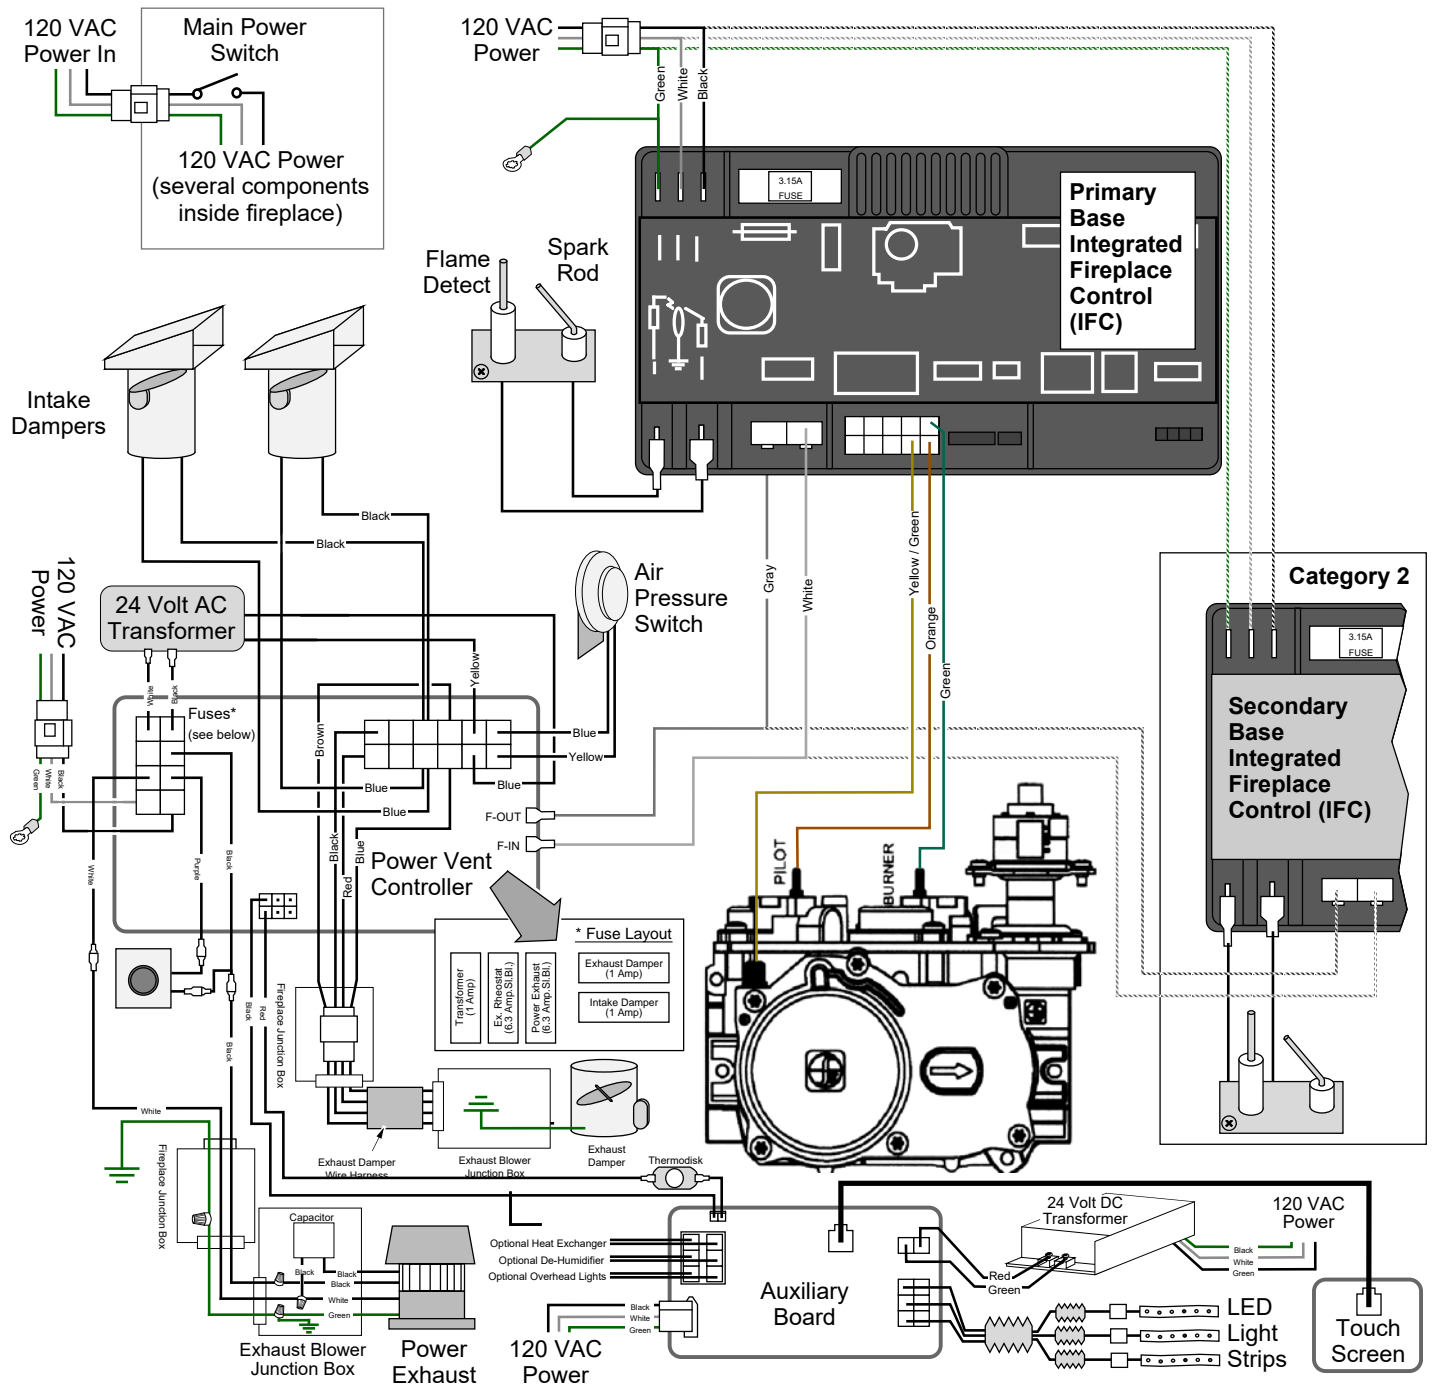 120 VAC
Power In
Main Power
Switch
120 VAC Power
(several components
inside fireplace)
120 VAC
Power
Green
White
Black
3.15A
FUSE
Primary
Base
Integrated
Fireplace
Control
(IFC)
Flame
Detect
Spark
Rod
Intake
Dampers
Black
Black
120 VAC
Power
24 Volt AC
Transformer
Air
Pressure
Switch
Gray
White
Yellow / Green
Orange
Green
Category 2
3.15A
FUSE
Secondary
Base
Integrated
Fireplace
Control (IFC)
White
Black
Fuses*
(see below)
Brown
Yellow
Blue
Yellow
Blue
Blue
Blue
Green
White
Black
F-OUT
F-IN
Black
Blue
Red
Power Vent
Controller
White
Purple
Black
PILOT
BURNER
* Fuse Layout
Transformer
(1 Amp)
Ex. Rheostat
(6.3 Amp.Sl.Bl.)
Power Exhaust
(6.3 Amp.Sl.Bl.)
Exhaust Damper
(1 Amp)
Intake Damper
(1 Amp)
Black
Red
Fireplace Junction Box
Black
White
Exhaust Damper
Wire Harness
Exhaust Blower
Junction Box
Exhaust
Damper
Thermodisk
Fireplace Junction Box
Capacitor
Black
Black
Black
White
Green
Exhaust Blower
Junction Box
Power
Exhaust
Optional Heat Exchanger
Optional De-Humidifier
Optional Overhead Lights
Black
White
Green
120 VAC
Power
Auxiliary
Board
24 Volt DC
Transformer
120 VAC
Power
Black
White
Green
Red
Green
LED
Light
Strips
Touch
Screen